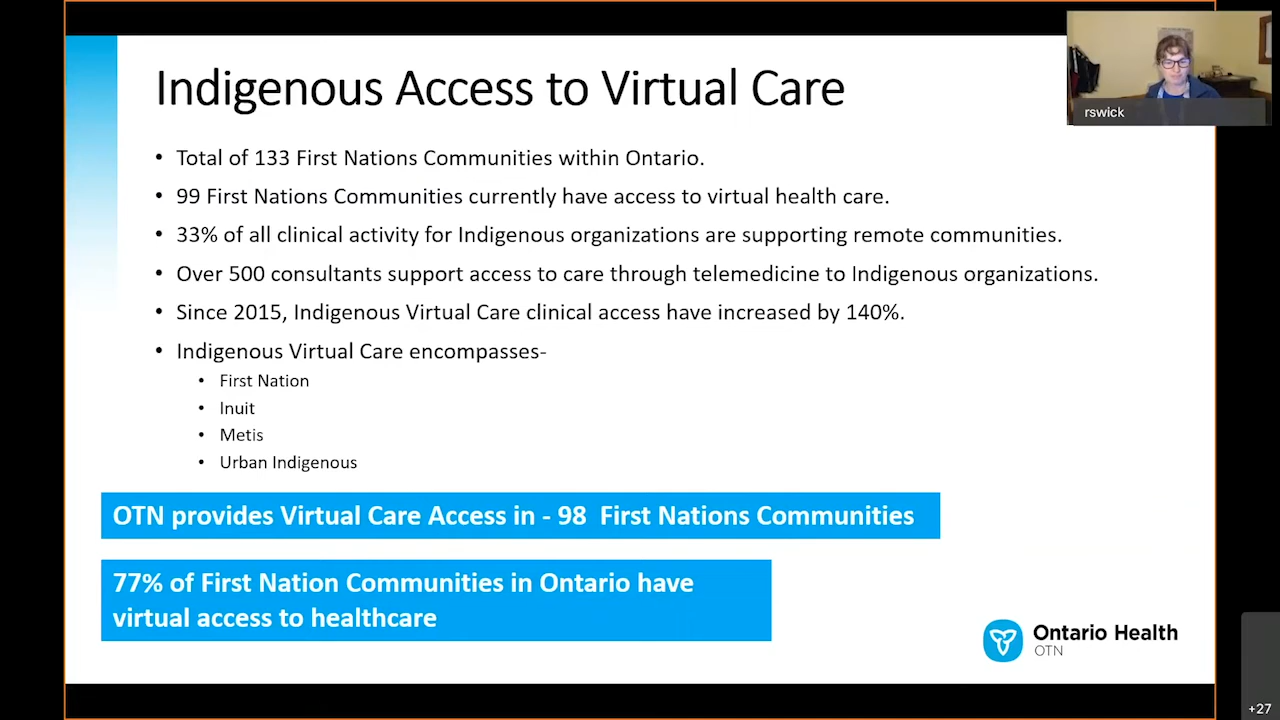 Indigenous Access to Virtual Care
rswick
• Total of 133 First Nations Communities within Ontario.
• 99 First Nations Communities currently have access to virtual health care.
• 33% of all clinical activity for Indigenous organizations are supporting remote communities.
• Over 500 consultants support access to care through telemedicine to Indigenous organizations.
• Since 2015, Indigenous Virtual Care clinical access have increased by 140%.
• Indigenous Virtual Care encompasses-
• First Nation
• Inuit
• Metis
• Urban Indigenous
OTN provides Virtual Care Access in - 98 First Nations Communities
77% of First Nation Communities in Ontario have
virtual access to healthcare
Ontario Health
OTN
+27